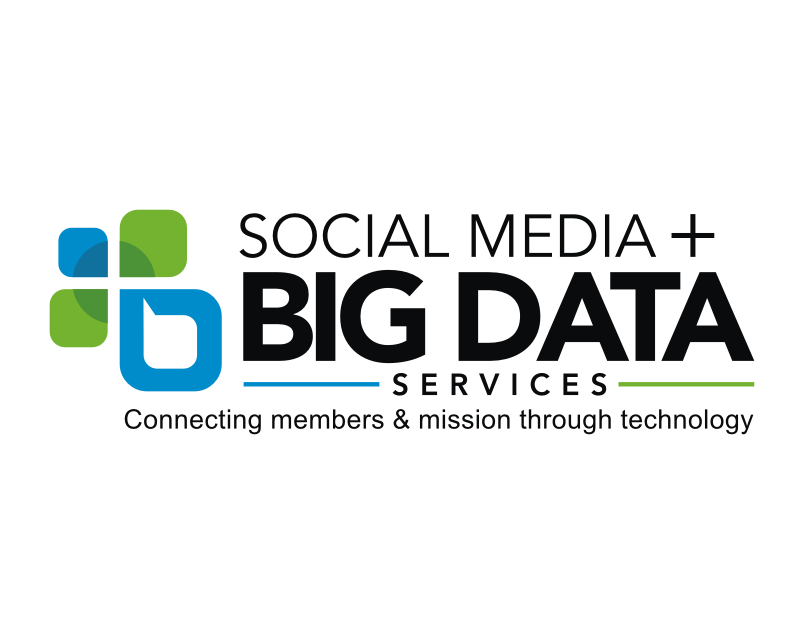 SOCIAL MEDIA +
BIG DATA
SERVICES
Connecting members & mission through technology